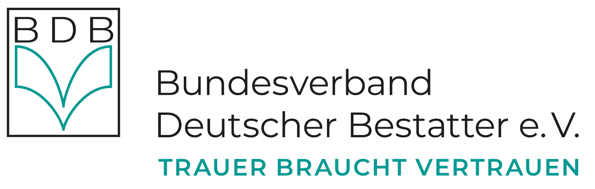 BDB
Bundesverband
Deutscher Bestatter e.V.
TRAUER BRAUCHT VERTRAUEN